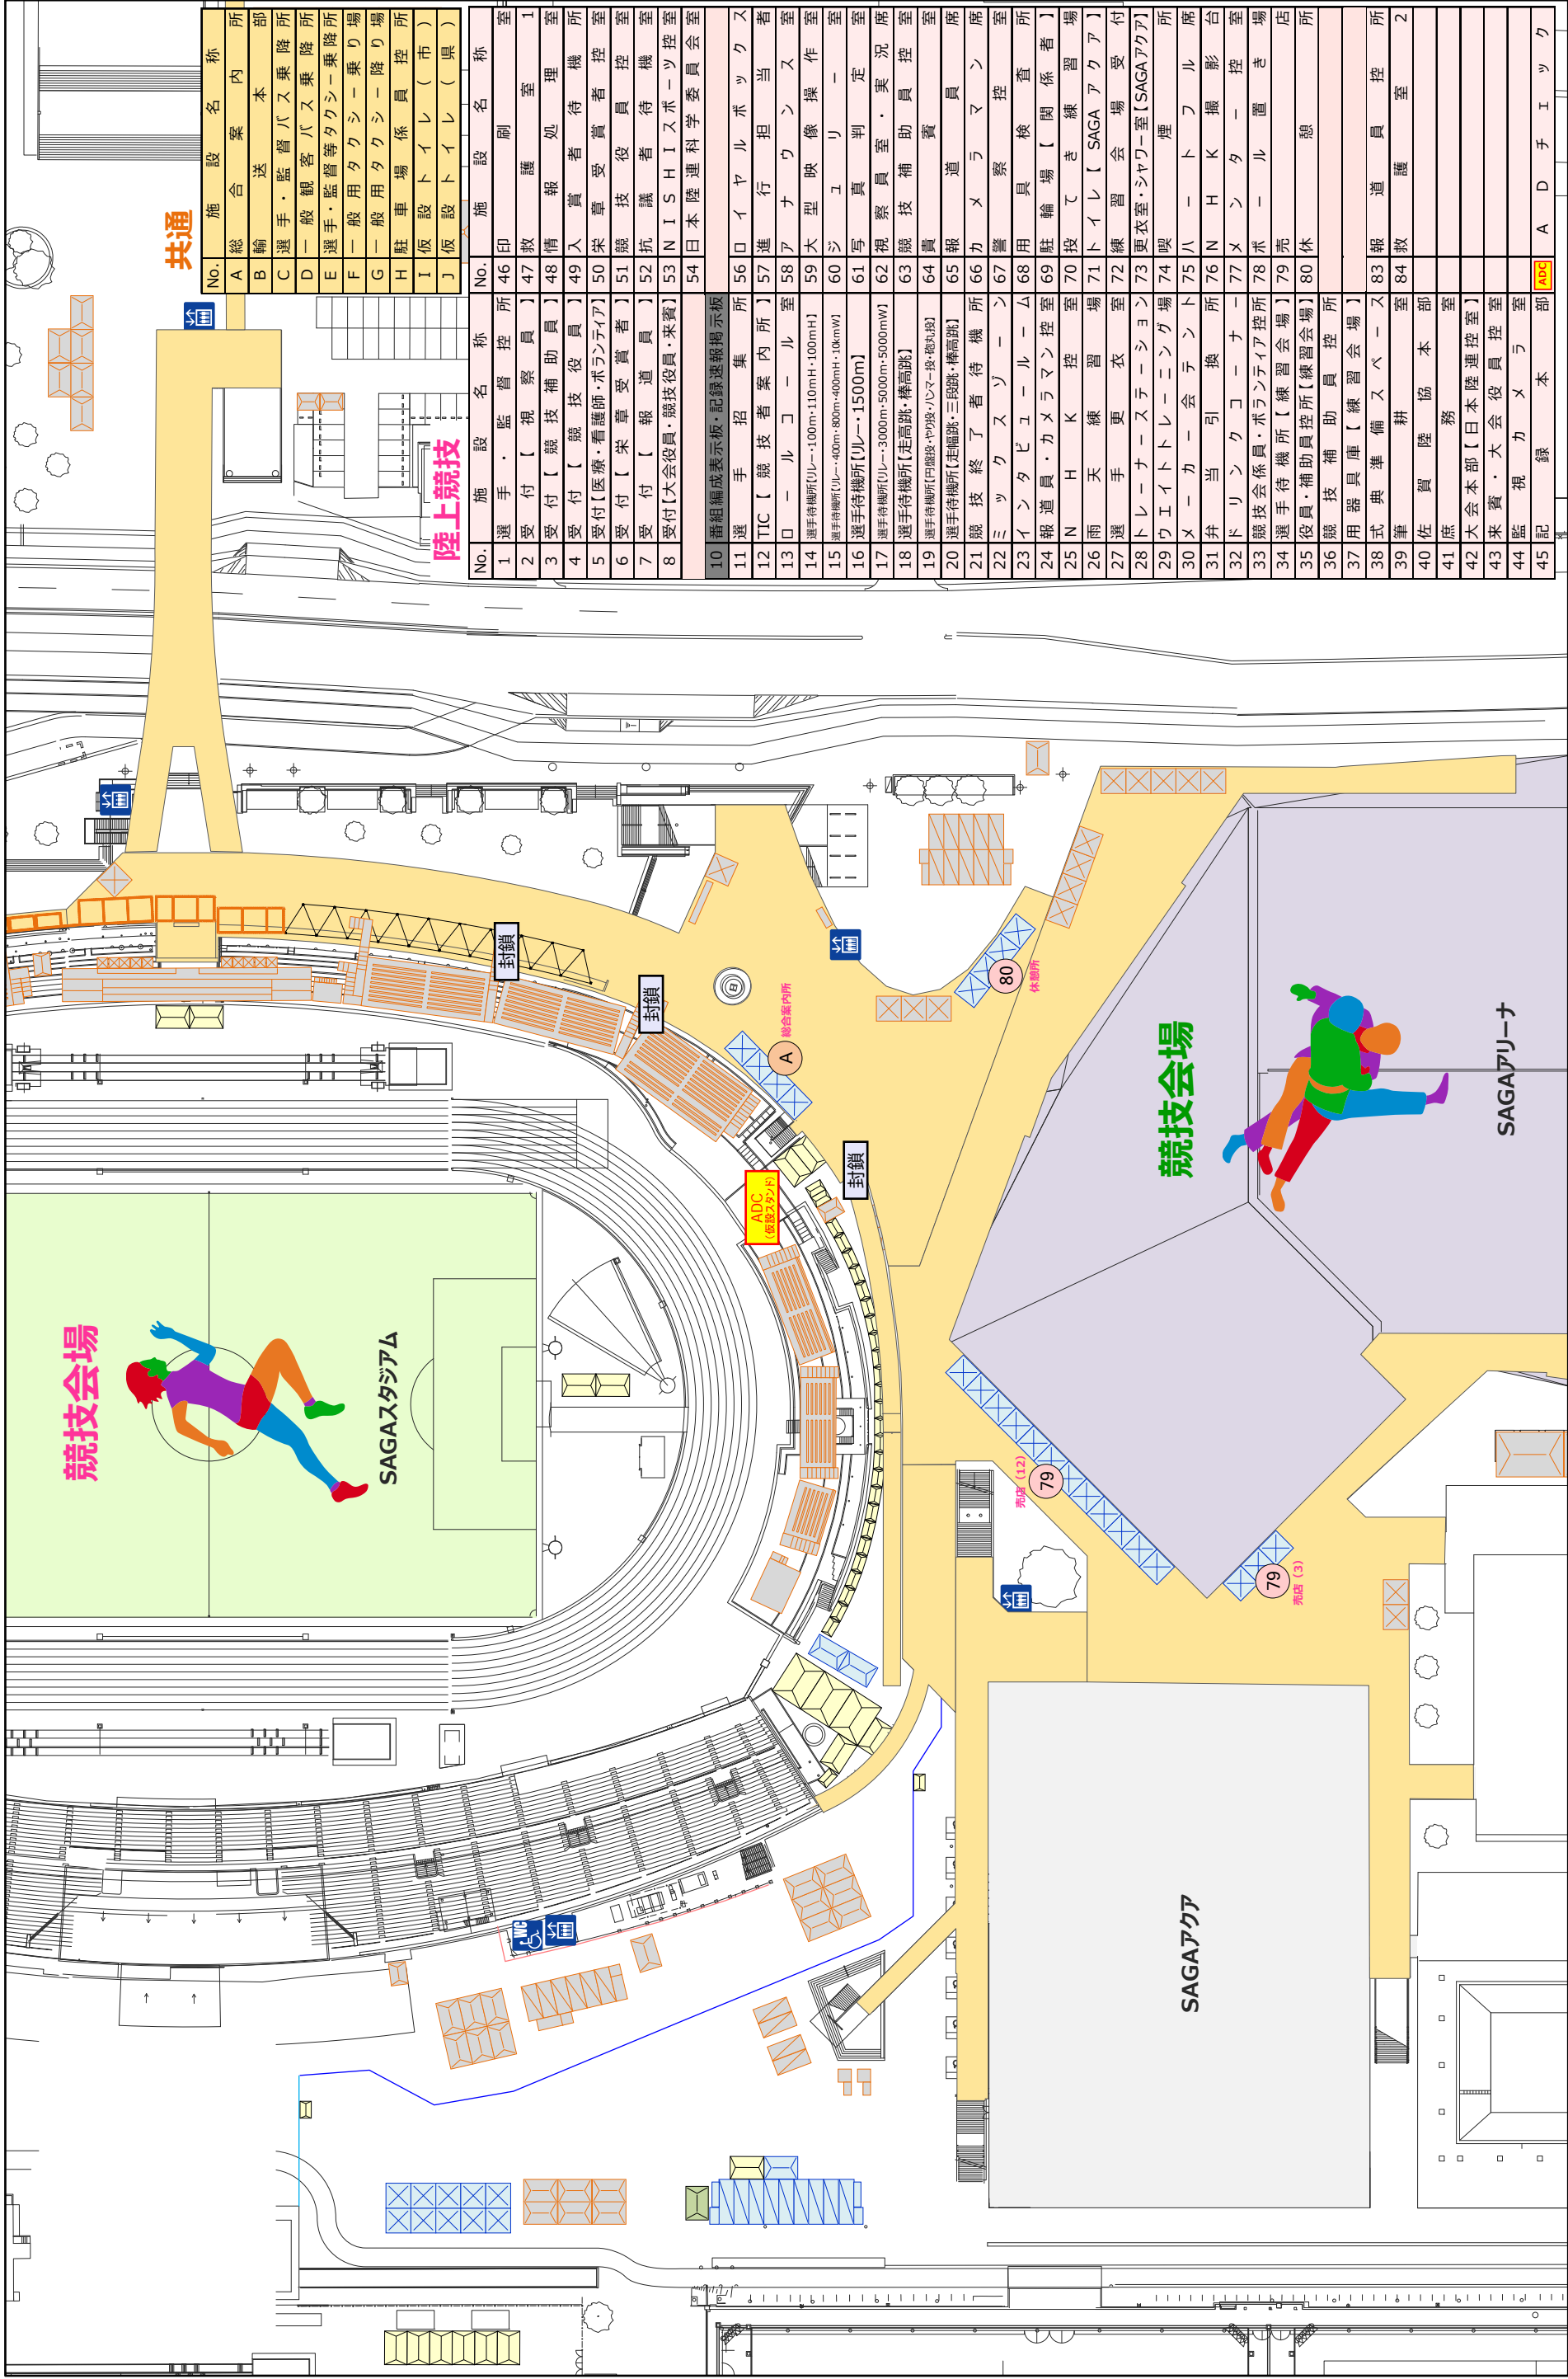 共通
No. 施設名称
A 総合案内所
B 輸送本部
C 選手・監督バス乗降所
D 一般観客バス乗降所
E 選手・監督等タクシー乗降所
F 一般用タクシー乗り場
G 一般用タクシー降り場
H 駐車場係員控所
I 仮設トイレ（市）
J 仮設トイレ（県）
陸上競技
No. 施設名称
1 選手・監督控所
2 受付【視察員】
3 受付【競技補助員】
4 受付【競技役員】
5 受付【医療・看護師・ボランティア】
6 受付【栄章受賞者】
7 受付【報道員】
8 受付【大会役員・競技役員・来賓】
10 番組編成表示板・記録速報掲示板
11 選手招集所
12 TIC【競技者案内所】
13 ロールコール室
14 選手待機所【リレー・100m・110mH・100mH】
15 選手待機所【リレー・400m・800m・400mH・10kmW】
16 選手待機所【リレー・1500m】
17 選手待機所【リレー・3000m・5000m・5000mW】
18 選手待機所【走高跳・棒高跳】
19 選手待機所【円盤投・やり投・ハンマー投・砲丸投】
20 選手待機所【走幅跳・三段跳・棒高跳】
21 競技終了者待機所
22 ミックスゾーン
23 インタビュールーム
24 報道員・カメラマン控室
25 NHK控室
26 雨天練習場
27 選手更衣室
28 トレーナーステーション
29 ウエイトトレーニング場
30 メーカー会テント
31 弁当引換所
32 ドリンクコーナー
33 競技会係員・ボランティア控所
34 選手待機所【練習会場】
35 役員・補助員控所【練習会場】
36 競技補助員控所
37 用器具庫【練習会場】
38 式典準備スペース
39 筆耕室
40 佐賀陸協本部
41 庶務室
42 大会本部【日本陸連控室】
43 来賓・大会役員控室
44 監視カメラ室
45 記録本部
No. 施設名称
46 印刷室
47 救護室1
48 情報処理室
49 入賞者待機所
50 栄章受賞者控室
51 競技役員控室
52 抗議者待機室
53 NISHIスポーツ控室
54 日本陸連科学委員会室
56 ロイヤルボックス
57 進行担当者
58 アナウンス室
59 大型映像操作室
60 ジュリー室
61 写真判定室
62 視察員室・実況席
63 競技補助員控室
64 貴賓室
65 報道員席
66 カメラマン席
67 警察控室
68 用具検査所
69 駐輪場【関係者】
70 投てき練習場
71 トイレ【SAGAアクア】
72 練習会場受付
73 更衣室・シャワー室【SAGAアクア】
74 喫煙所
75 ハートフル席
76 NHK撮影台
77 メンター控室
78 ポール置き場
79 売店
80 休憩所
83 報道員控所
84 救護室2
ADC ADチェック
競技会場
SAGAスタジアム
封鎖
封鎖
封鎖
A
総合案内所
80
休憩所
ADC
(仮設スタンド)
競技会場
SAGAアリーナ
売店（12）
79
79
売店（3）
WC
SAGAアクア